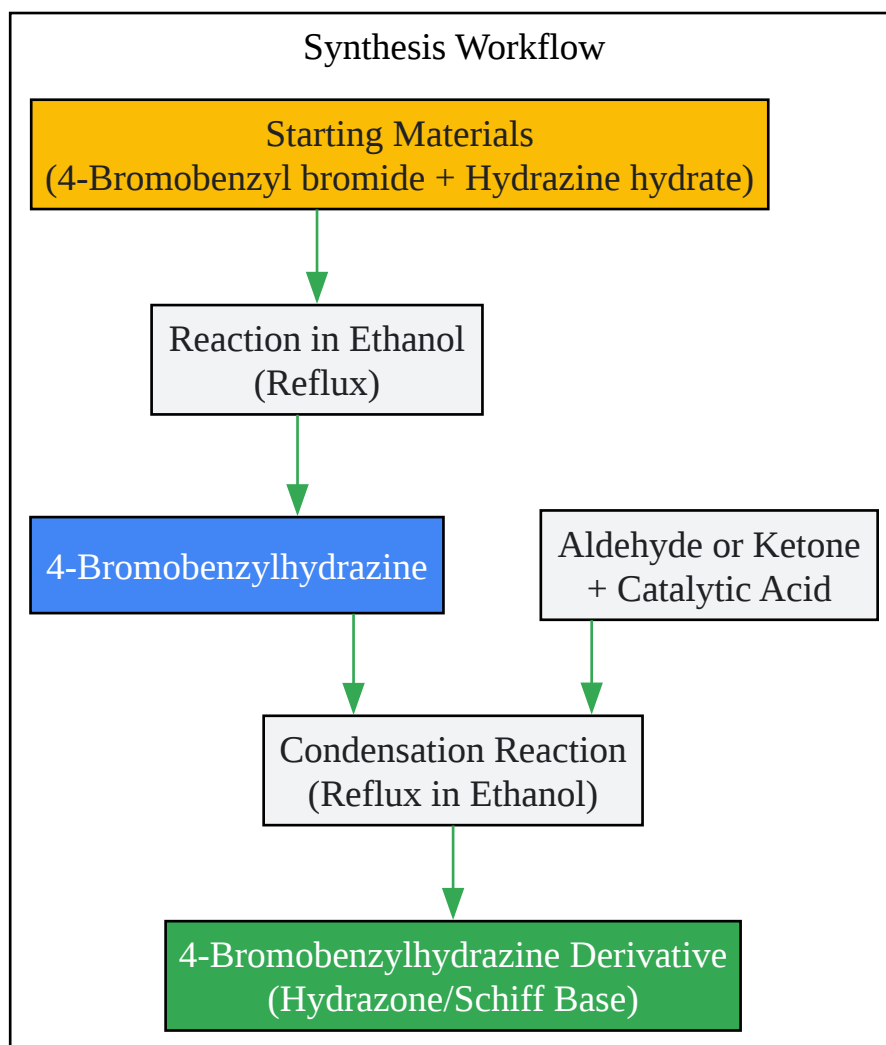 Synthesis Workflow
Starting Materials
(4-Bromobenzyl bromide + Hydrazine hydrate)
Reaction in Ethanol
(Reflux)
4-Bromobenzylhydrazine
Aldehyde or Ketone
+ Catalytic Acid
Condensation Reaction
(Reflux in Ethanol)
4-Bromobenzylhydrazine Derivative
(Hydrazone/Schiff Base)